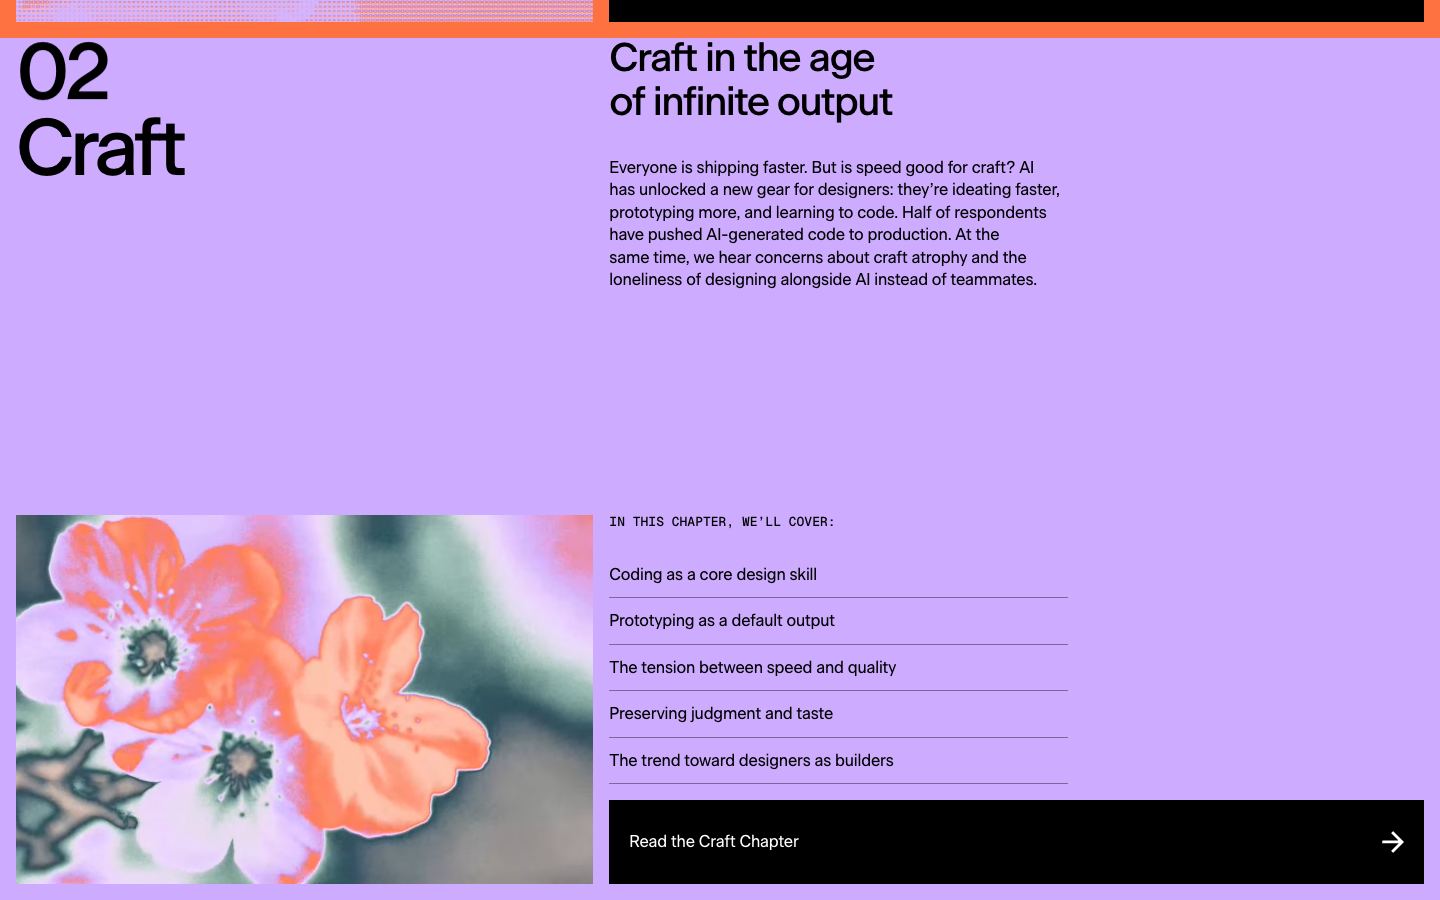 02
Craft
Craft in the age
of infinite output
Everyone is shipping faster. But is speed good for craft? AI
has unlocked a new gear for designers: they’re ideating faster,
prototyping more, and learning to code. Half of respondents
have pushed AI-generated code to production. At the
same time, we hear concerns about craft atrophy and the
loneliness of designing alongside AI instead of teammates.
IN THIS CHAPTER, WE’LL COVER:
Coding as a core design skill
Prototyping as a default output
The tension between speed and quality
Preserving judgment and taste
The trend toward designers as builders
Read the Craft Chapter